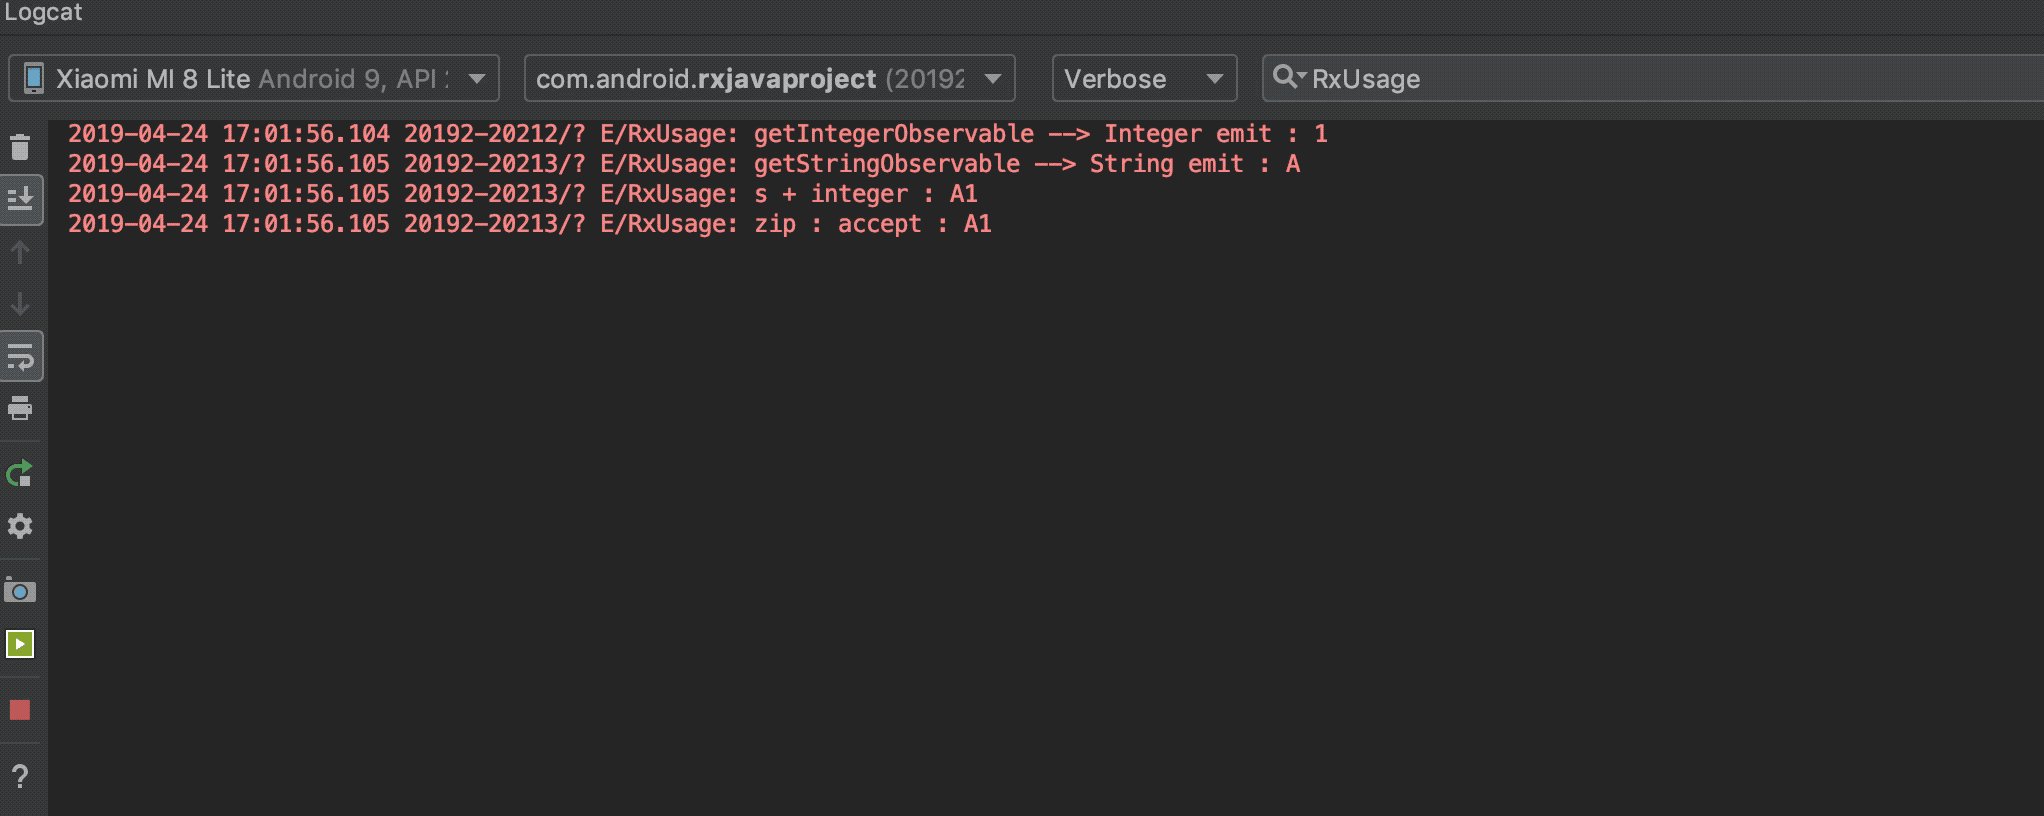 Logcat
Xiaomi MI 8 Lite Android 9, API com.android.rxjavaproject (20192 Verbose RxUsage
2019-04-24 17:01:56.104 20192-20212/? E/RxUsage: getIntegerObservable --> Integer emit : 1
2019-04-24 17:01:56.105 20192-20213/? E/RxUsage: getStringObservable --> String emit : A
2019-04-24 17:01:56.105 20192-20213/? E/RxUsage: s + integer : A1
2019-04-24 17:01:56.105 20192-20213/? E/RxUsage: zip : accept : A1
?